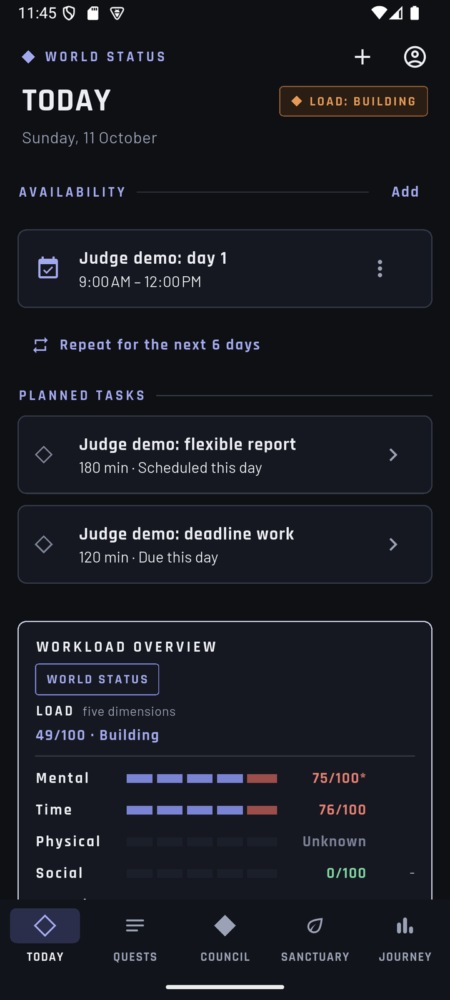 11:45
WORLD STATUS
TODAY
LOAD: BUILDING
Sunday, 11 October
AVAILABILITY
Add
Judge demo: day 1
9:00 AM – 12:00 PM
Repeat for the next 6 days
PLANNED TASKS
Judge demo: flexible report
180 min · Scheduled this day
Judge demo: deadline work
120 min · Due this day
WORKLOAD OVERVIEW
WORLD STATUS
LOAD five dimensions
49/100 · Building
Mental 75/100*
Time 76/100
Physical Unknown
Social 0/100 -
TODAY QUESTS COUNCIL SANCTUARY JOURNEY